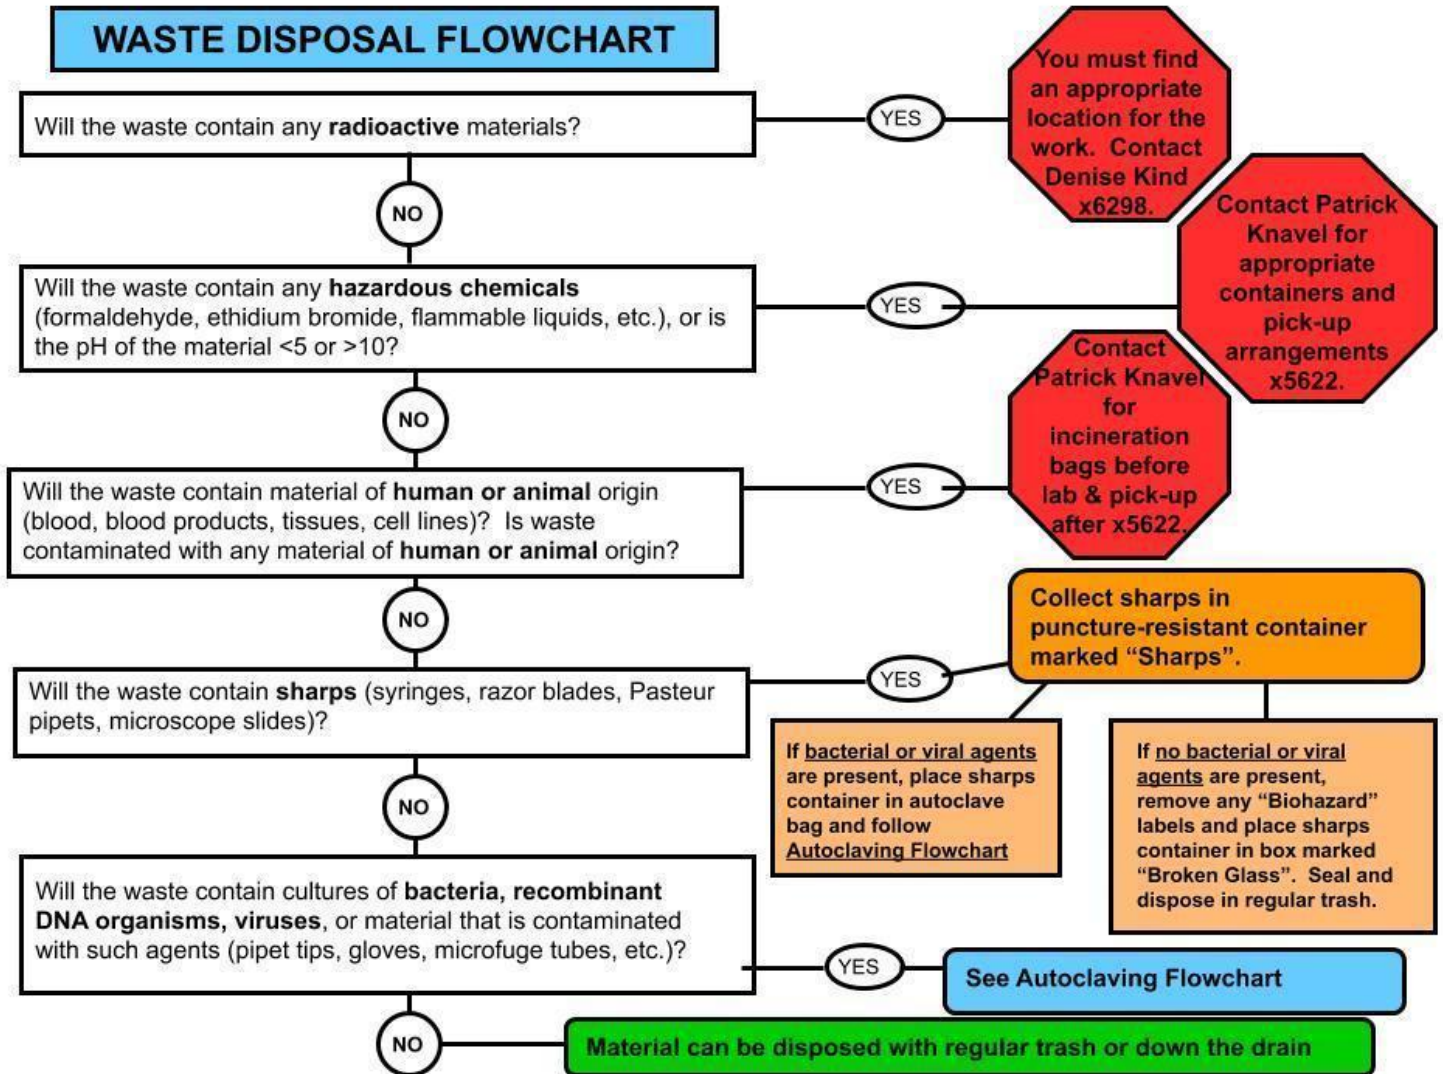 WASTE DISPOSAL FLOWCHART
Will the waste contain any radioactive materials?
YES
You must find
an appropriate
location for the
work. Contact
Denise Kind
x6298.
NO
Will the waste contain any hazardous chemicals
(formaldehyde, ethidium bromide, flammable liquids, etc.), or is
the pH of the material <5 or >10?
YES
Contact Patrick
Knavel for
appropriate
containers and
pick-up
arrangements
x5622.
NO
Will the waste contain material of human or animal origin
(blood, blood products, tissues, cell lines)? Is waste
contaminated with any material of human or animal origin?
YES
Contact
Patrick Knavel
for
incineration
bags before
lab & pick-up
after x5622.
NO
Will the waste contain sharps (syringes, razor blades, Pasteur
pipets, microscope slides)?
YES
Collect sharps in
puncture-resistant container
marked “Sharps”.
If bacterial or viral agents
are present, place sharps
container in autoclave
bag and follow
Autoclaving Flowchart
If no bacterial or viral
agents are present,
remove any “Biohazard”
labels and place sharps
container in box marked
“Broken Glass”. Seal and
dispose in regular trash.
NO
Will the waste contain cultures of bacteria, recombinant
DNA organisms, viruses, or material that is contaminated
with such agents (pipet tips, gloves, microfuge tubes, etc.)?
YES
See Autoclaving Flowchart
NO
Material can be disposed with regular trash or down the drain